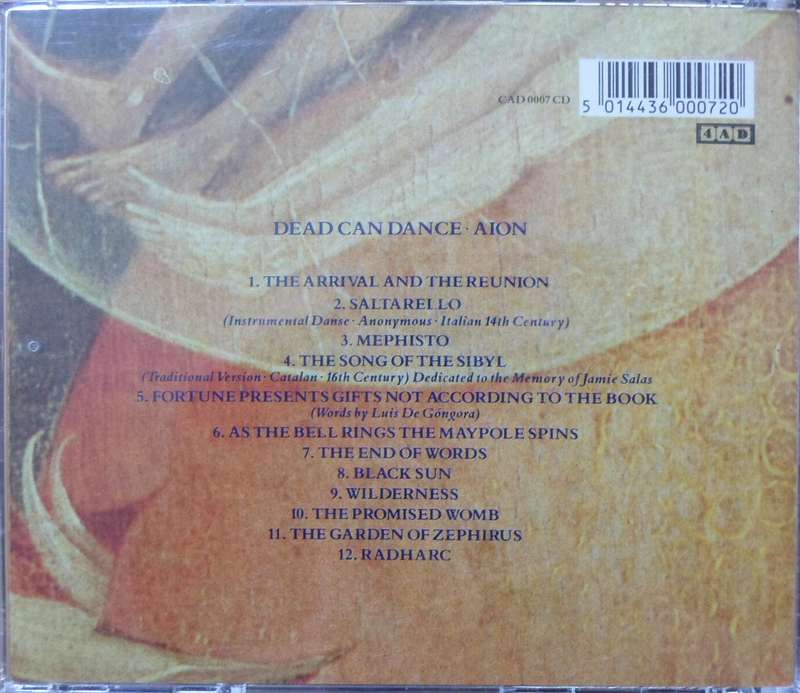 CAD 0007 CD
5 014436 000720
4AD
DEAD CAN DANCE · AION
1. THE ARRIVAL AND THE REUNION
2. SALTARELLO
(Instrumental Danse · Anonymous · Italian 14th Century)
3. MEPHISTO
4. THE SONG OF THE SIBYL
(Traditional Version · Catalan · 16th Century) Dedicated to the Memory of Jamie Salas
5. FORTUNE PRESENTS GIFTS NOT ACCORDING TO THE BOOK
(Words by Luis De Góngora)
6. AS THE BELL RINGS THE MAYPOLE SPINS
7. THE END OF WORDS
8. BLACK SUN
9. WILDERNESS
10. THE PROMISED WOMB
11. THE GARDEN OF ZEPHIRUS
12. RADHARC